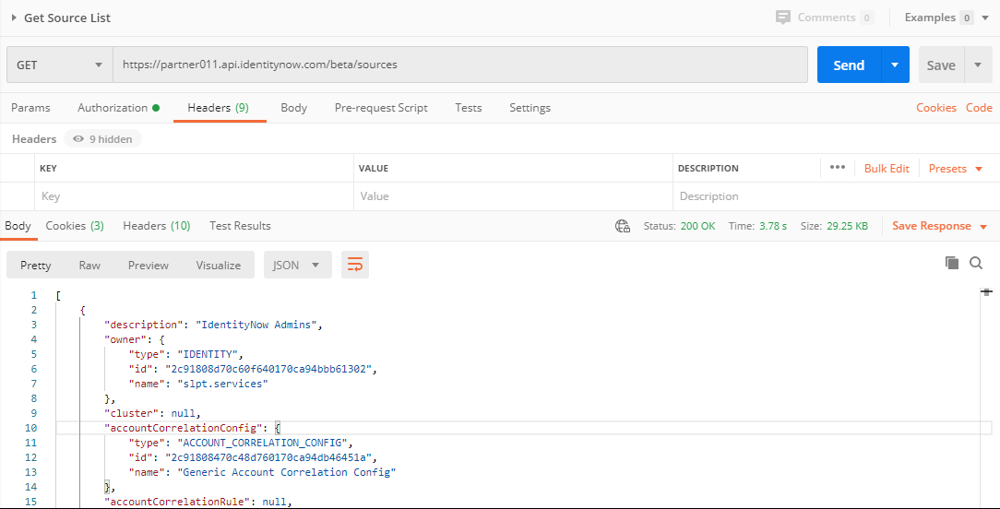 Get Source List Comments 0 Examples 0
GET https://partner011.api.identitynow.com/beta/sources Send Save
Params Authorization Headers (9) Body Pre-request Script Tests Settings Cookies Code
Headers 9 hidden
KEY VALUE DESCRIPTION ••• Bulk Edit Presets
Key Value Description
Body Cookies (3) Headers (10) Test Results Status: 200 OK Time: 3.78 s Size: 29.25 KB Save Response
Pretty Raw Preview Visualize JSON
1 [
2 {
3 "description": "IdentityNow Admins",
4 "owner": {
5 "type": "IDENTITY",
6 "id": "2c91808d70c60f640170ca94bbb61302",
7 "name": "slpt.services"
8 },
9 "cluster": null,
10 "accountCorrelationConfig": {
11 "type": "ACCOUNT_CORRELATION_CONFIG",
12 "id": "2c91808470c48d760170ca94db46451a",
13 "name": "Generic Account Correlation Config"
14 },
15 "accountCorrelationRule": null,